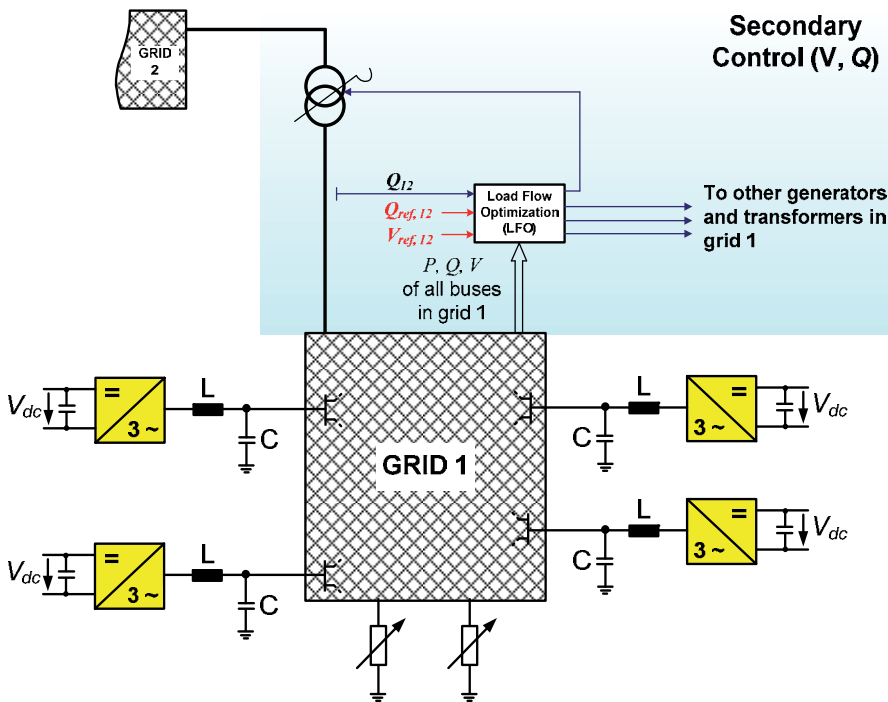 Secondary
Control (V, Q)
GRID
2
Q12
Qref, 12
Vref, 12
Load Flow
Optimization
(LFO)
To other generators
and transformers in
grid 1
P, Q, V
of all buses
in grid 1
Vdc
=
3 ~
L
C
L
C
=
3 ~
Vdc
GRID 1
Vdc
=
3 ~
L
C
L
C
=
3 ~
Vdc